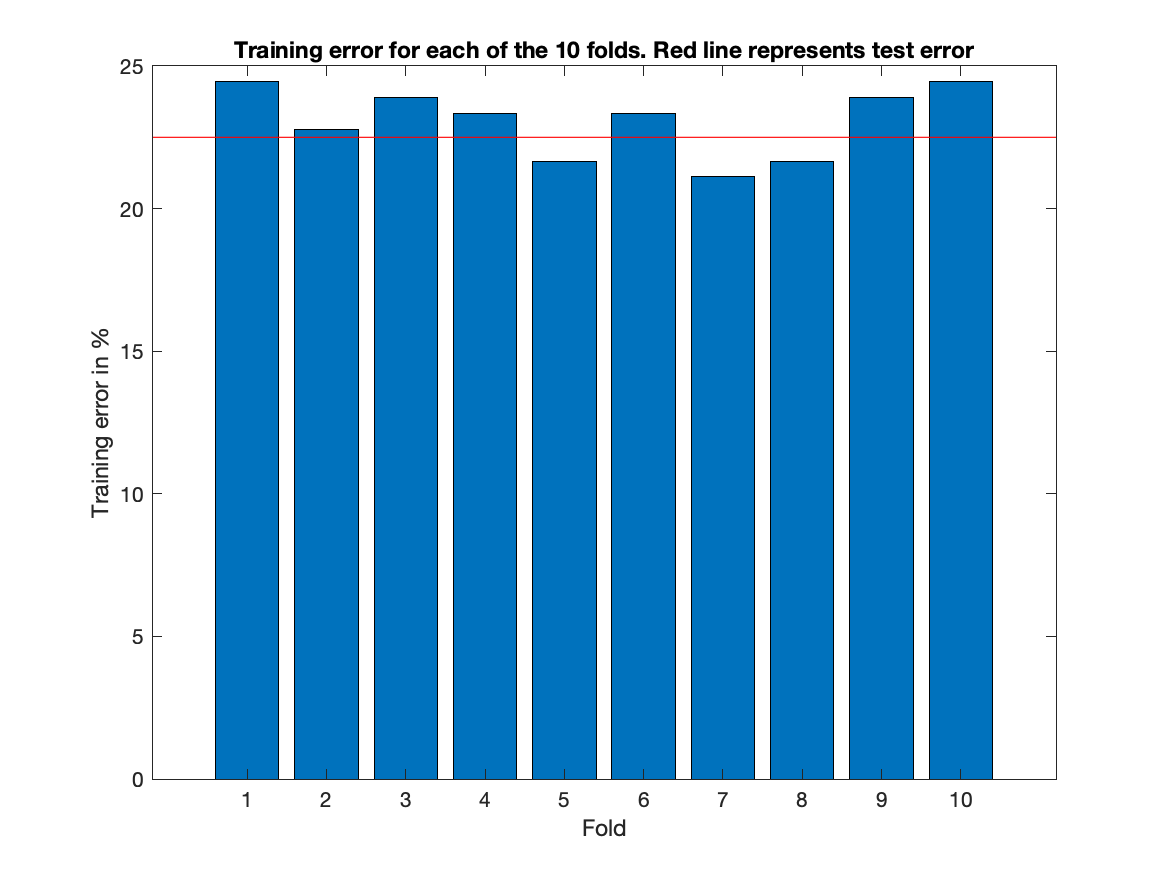 Training error for each of the 10 folds. Red line represents test error
25
20
15
10
5
0
Training error in %
1 2 3 4 5 6 7 8 9 10
Fold